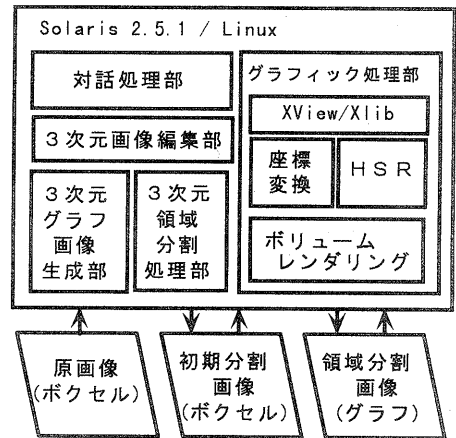 Solaris 2.5.1 / Linux
対話処理部
3次元画像編集部
3次元
グラフ
画像
生成部
3次元
領域
分割
処理部
グラフィック処理部
XView/Xlib
座標
変換
HSR
ボリューム
レンダリング
原画像
(ボクセル)
初期分割
画像
(ボクセル)
領域分割
画像
(グラフ)